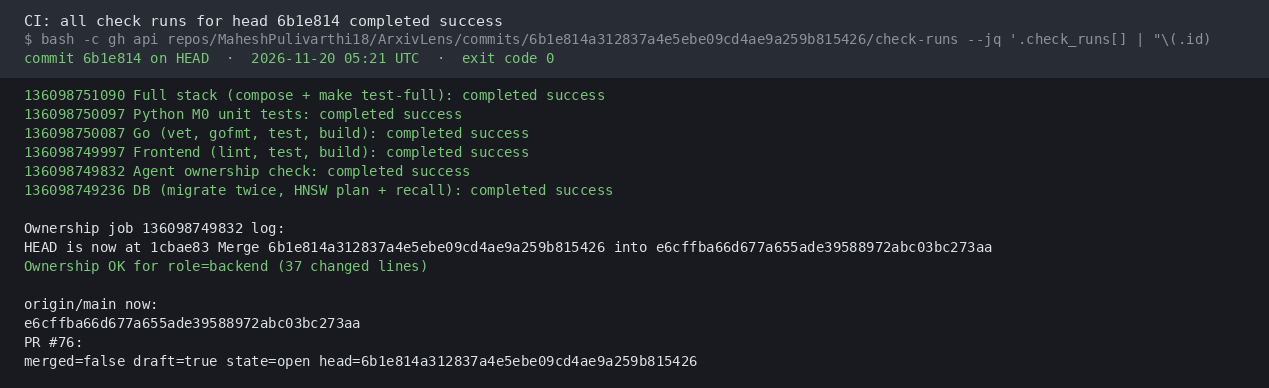 CI: all check runs for head 6b1e814 completed success
$ bash -c gh api repos/MaheshPulivarthi18/ArxivLens/commits/6b1e814a312837a4e5ebe09cd4ae9a259b815426/check-runs --jq '.check_runs[] | "\(.id)
commit 6b1e814 on HEAD · 2026-11-20 05:21 UTC · exit code 0
136098751090 Full stack (compose + make test-full): completed success
136098750097 Python M0 unit tests: completed success
136098750087 Go (vet, gofmt, test, build): completed success
136098749997 Frontend (lint, test, build): completed success
136098749832 Agent ownership check: completed success
136098749236 DB (migrate twice, HNSW plan + recall): completed success
Ownership job 136098749832 log:
HEAD is now at 1cbae83 Merge 6b1e814a312837a4e5ebe09cd4ae9a259b815426 into e6cffba66d677a655ade39588972abc03bc273aa
Ownership OK for role=backend (37 changed lines)
origin/main now:
e6cffba66d677a655ade39588972abc03bc273aa
PR #76:
merged=false draft=true state=open head=6b1e814a312837a4e5ebe09cd4ae9a259b815426